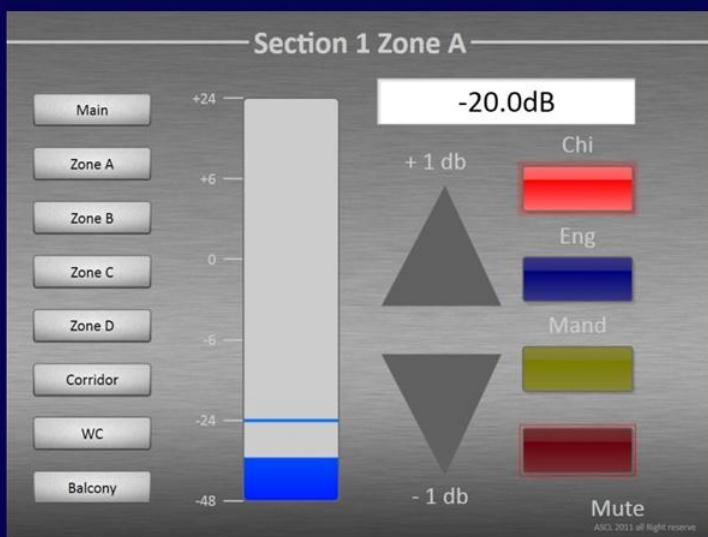 Section 1 Zone A
Main
Zone A
Zone B
Zone C
Zone D
Corridor
WC
Balcony
+24
+6
0
-6
-24
-48
-20.0dB
+ 1 db
- 1 db
Chi
Eng
Mand
Mute
ASCL 2011 all Right reserve